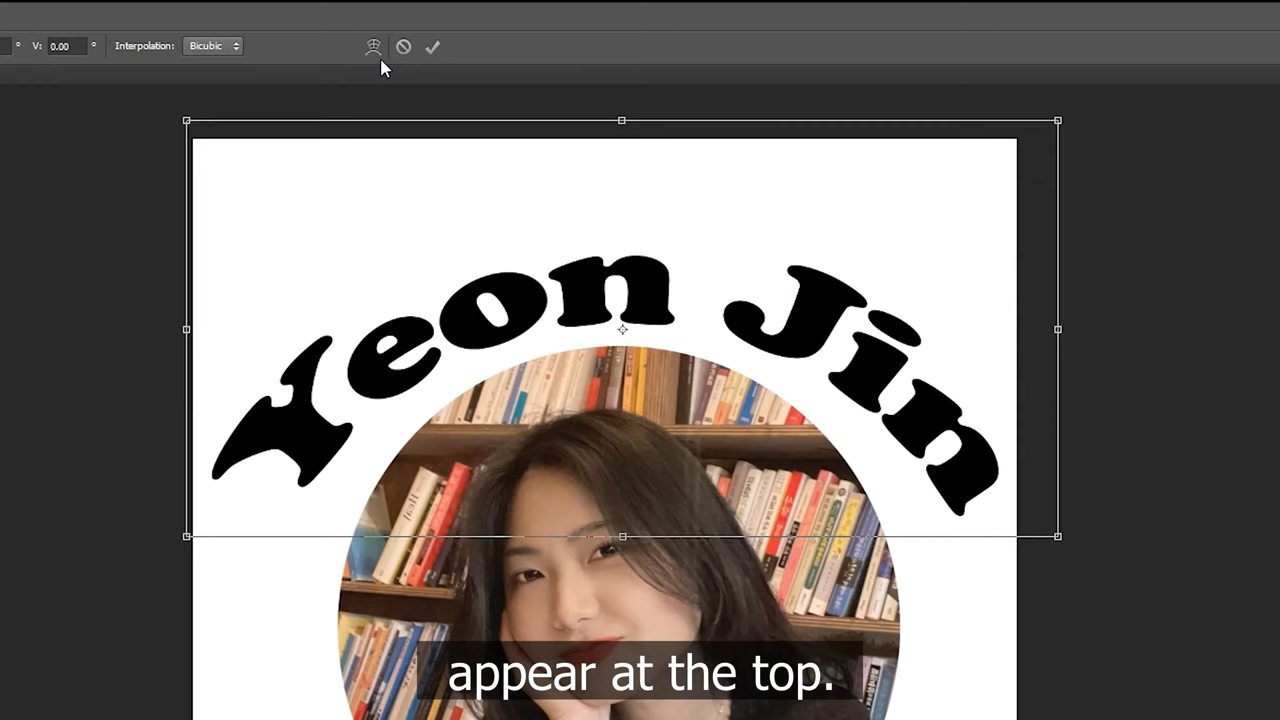 V: 0.00 ° Interpolation: Bicubic
Yeon Jin
appear at the top.